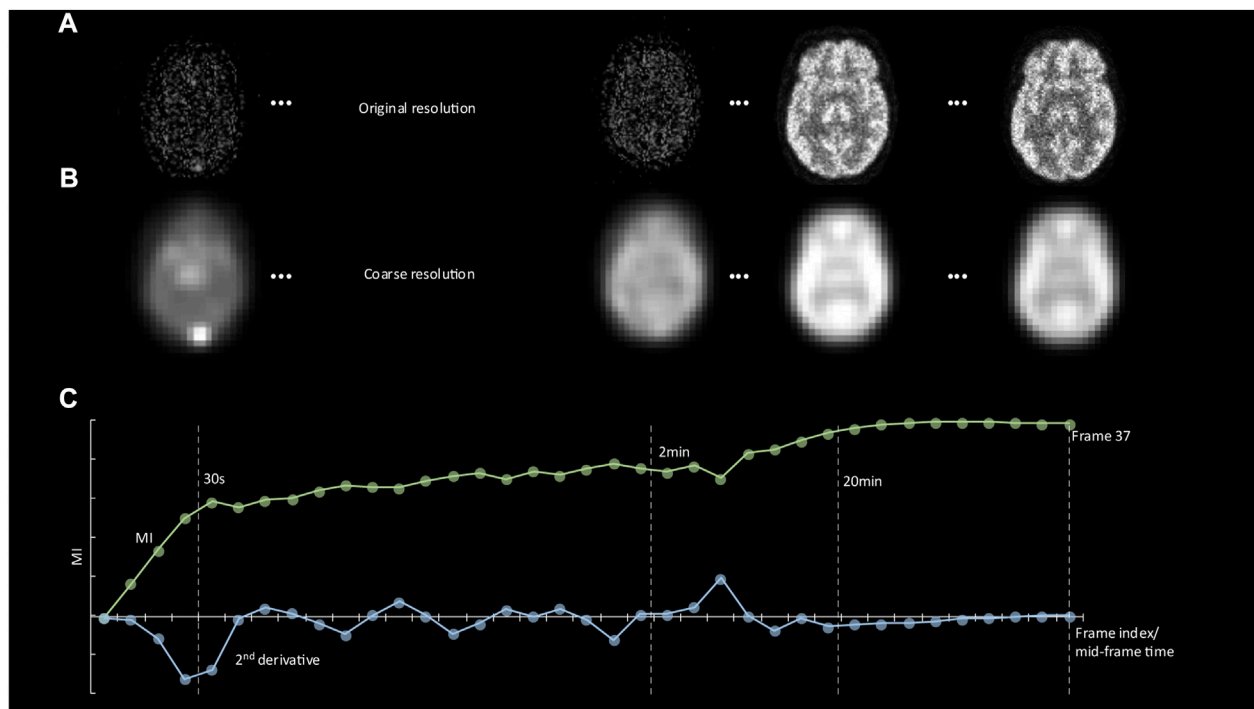 A
Original resolution
B
Coarse resolution
C
2min
Frame 37
30s
20min
MI
MI
Frame index/
mid-frame time
2nd derivative